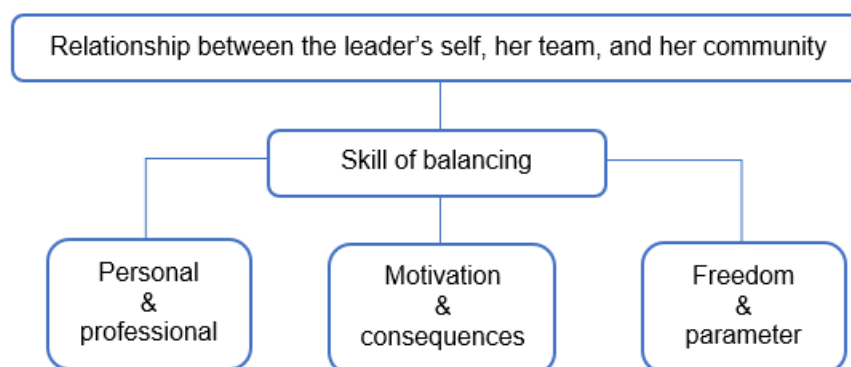 Relationship between the leader’s self, her team, and her community
Skill of balancing
Personal
&
professional
Motivation
&
consequences
Freedom
&
parameter